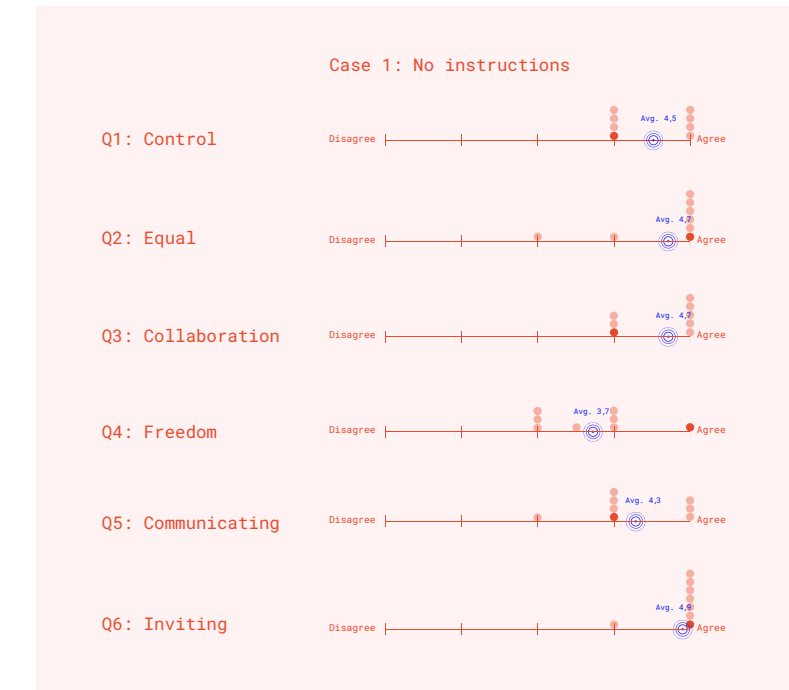 Case 1: No instructions
Q1: Control
Disagree
Avg. 4,5
Agree
Q2: Equal
Disagree
Avg. 4,7
Agree
Q3: Collaboration
Disagree
Avg. 4,7
Agree
Q4: Freedom
Disagree
Avg. 3,7
Agree
Q5: Communicating
Disagree
Avg. 4,3
Agree
Q6: Inviting
Disagree
Avg. 4,9
Agree